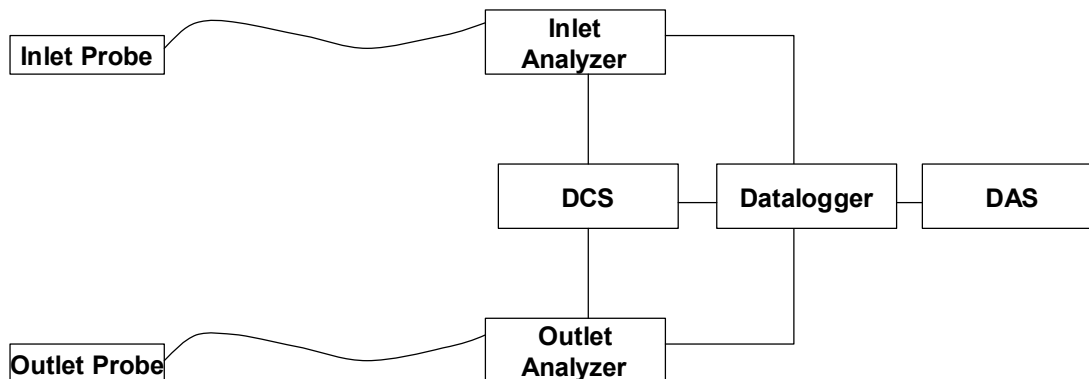 Inlet Probe
Inlet
Analyzer
DCS
Datalogger
DAS
Outlet Probe
Outlet
Analyzer